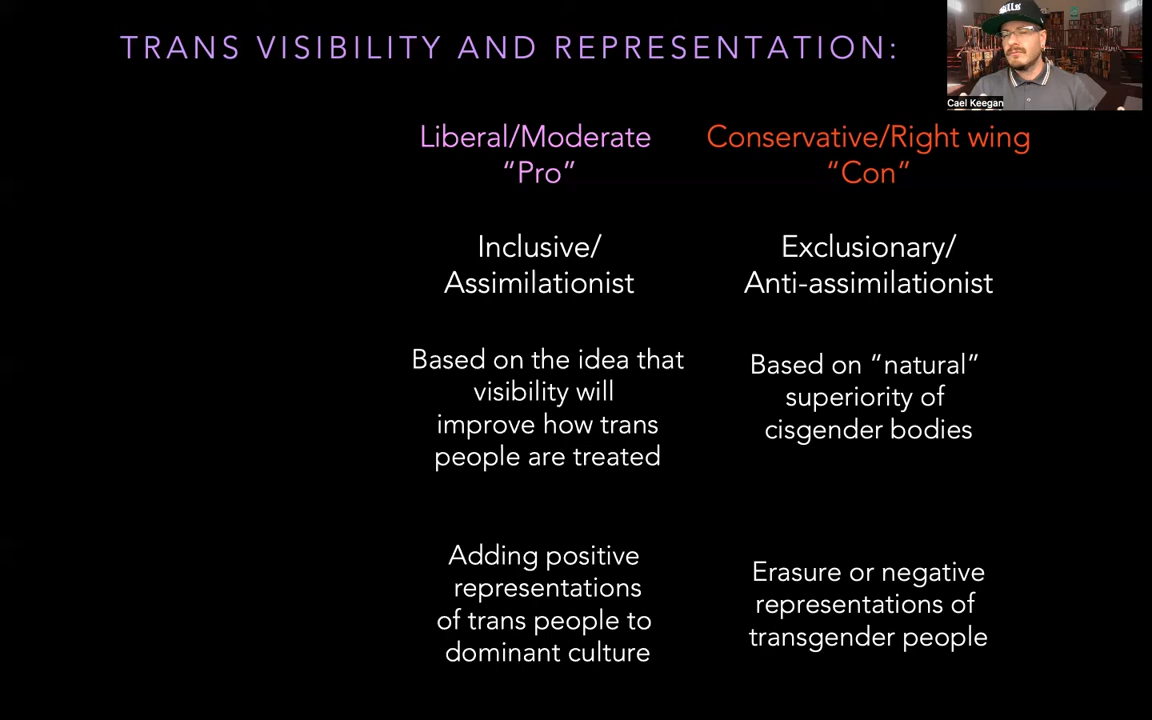 TRANS VISIBILITY AND REPRESENTATION:
Cael Keegan
Liberal/Moderate
“Pro”
Inclusive/
Assimilationist
Based on the idea that
visibility will
improve how trans
people are treated
Adding positive
representations
of trans people to
dominant culture
Conservative/Right wing
“Con”
Exclusionary/
Anti-assimilationist
Based on “natural”
superiority of
cisgender bodies
Erasure or negative
representations of
transgender people